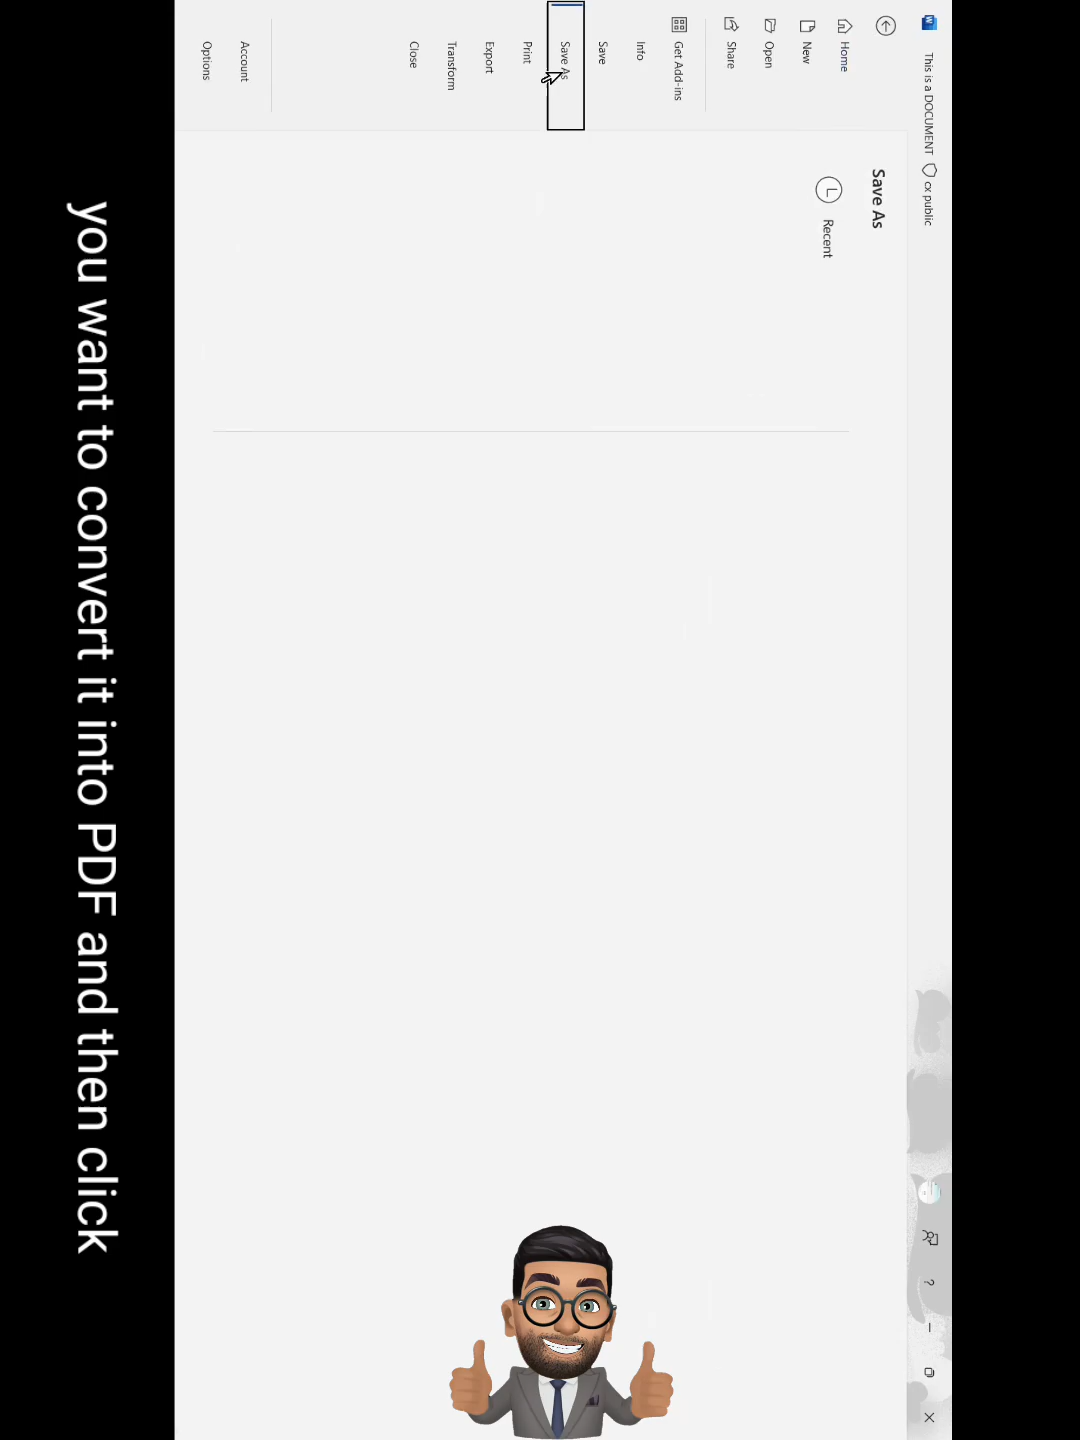 This is a DOCUMENT cx public
Home
New
Open
Share
Get Add-ins
Info
Save
Save As
Print
Export
Transform
Close
Account
Options
Save As
Recent
you want to convert it into PDF and then click